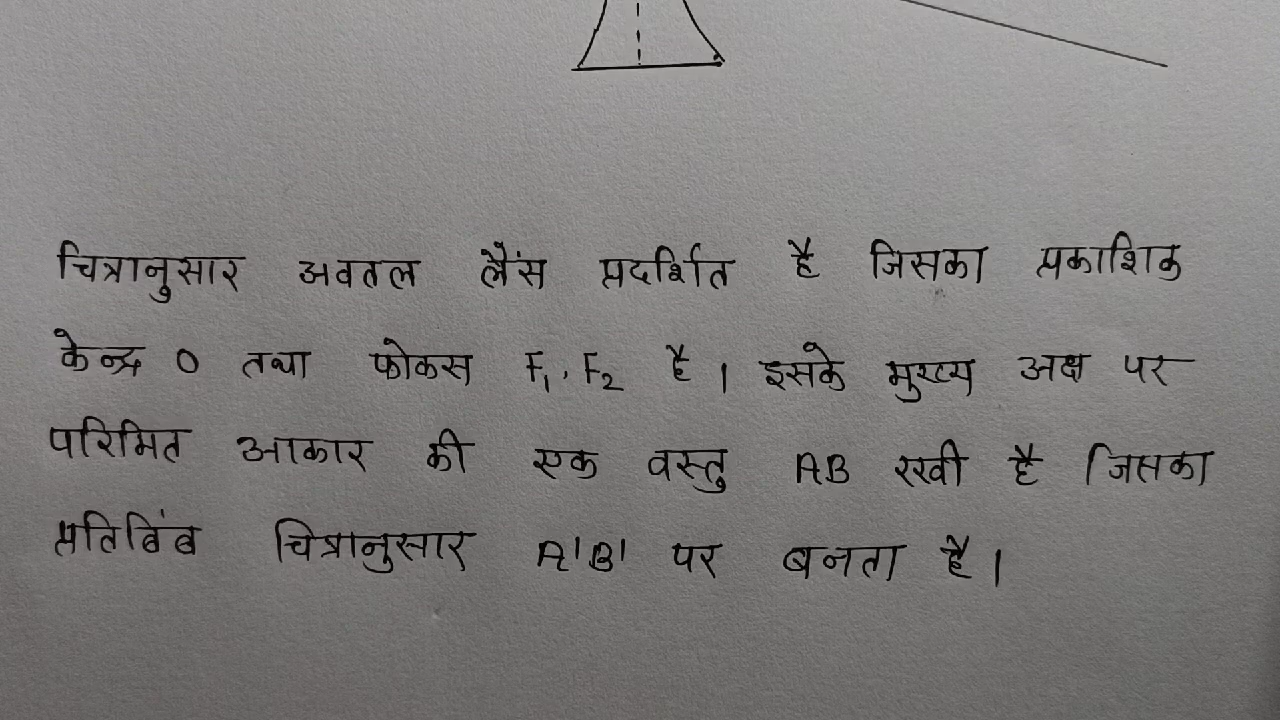 चित्रानुसार अवतल लैंस प्रदर्शित है जिसका प्रकाशिक
केन्द्र O तथा फोकस F₁, F₂ है। इसके मुख्य अक्ष पर
परिमित आकार की एक वस्तु AB रखी है जिसका
प्रतिबिंब चित्रानुसार A'B' पर बनता है।